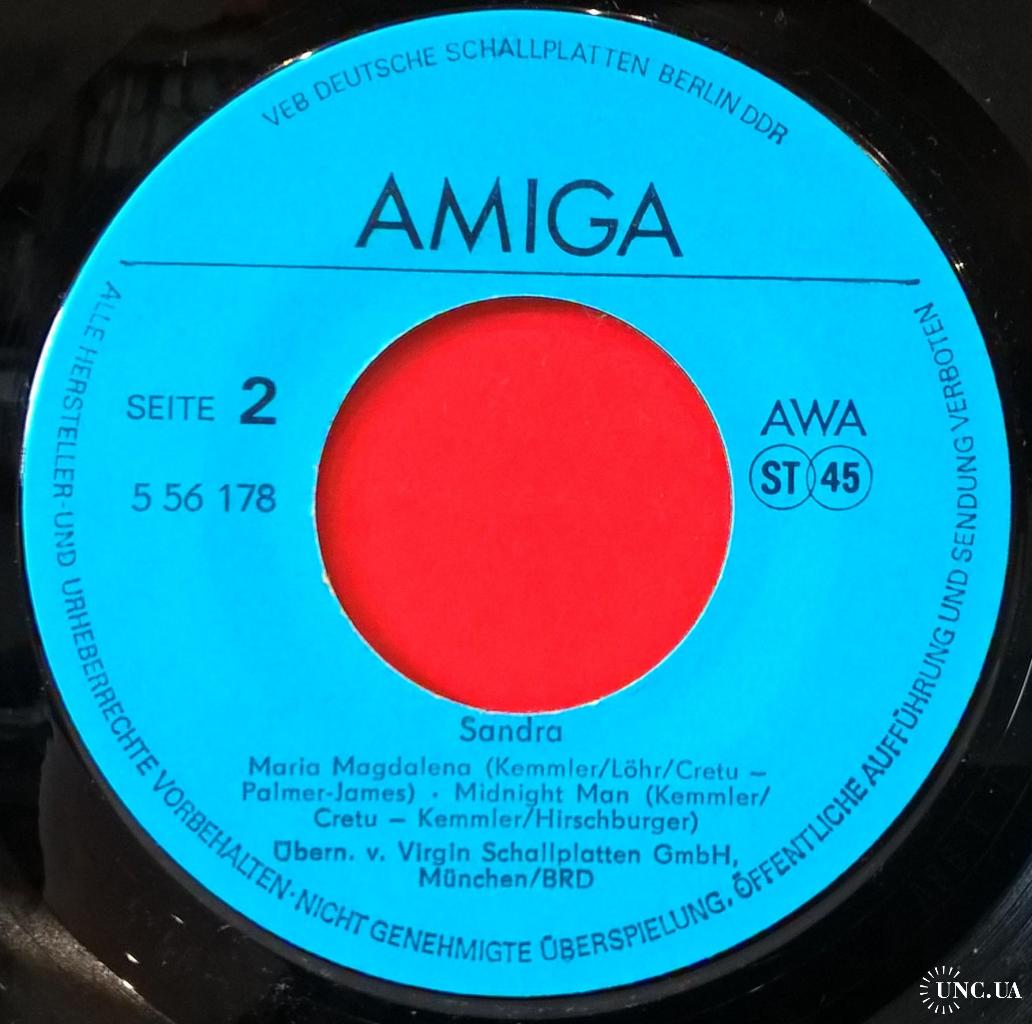 VEB DEUTSCHE SCHALLPLATTEN BERLIN DDR
AMIGA
SEITE 2
5 56 178
AWA
ST 45
Sandra
Maria Magdalena (Kemmler/Löhr/Cretu –
Palmer-James) · Midnight Man (Kemmler/
Cretu – Kemmler/Hirschburger)
Übern. v. Virgin Schallplatten GmbH,
München/BRD
ALLE HERSTELLER-UND URHEBERRECHTE VORBEHALTEN·NICHT GENEHMIGTE ÜBERSPIELUNG, ÖFFENTLICHE AUFFÜHRUNG UND SENDUNG VERBOTEN
UNC.UA